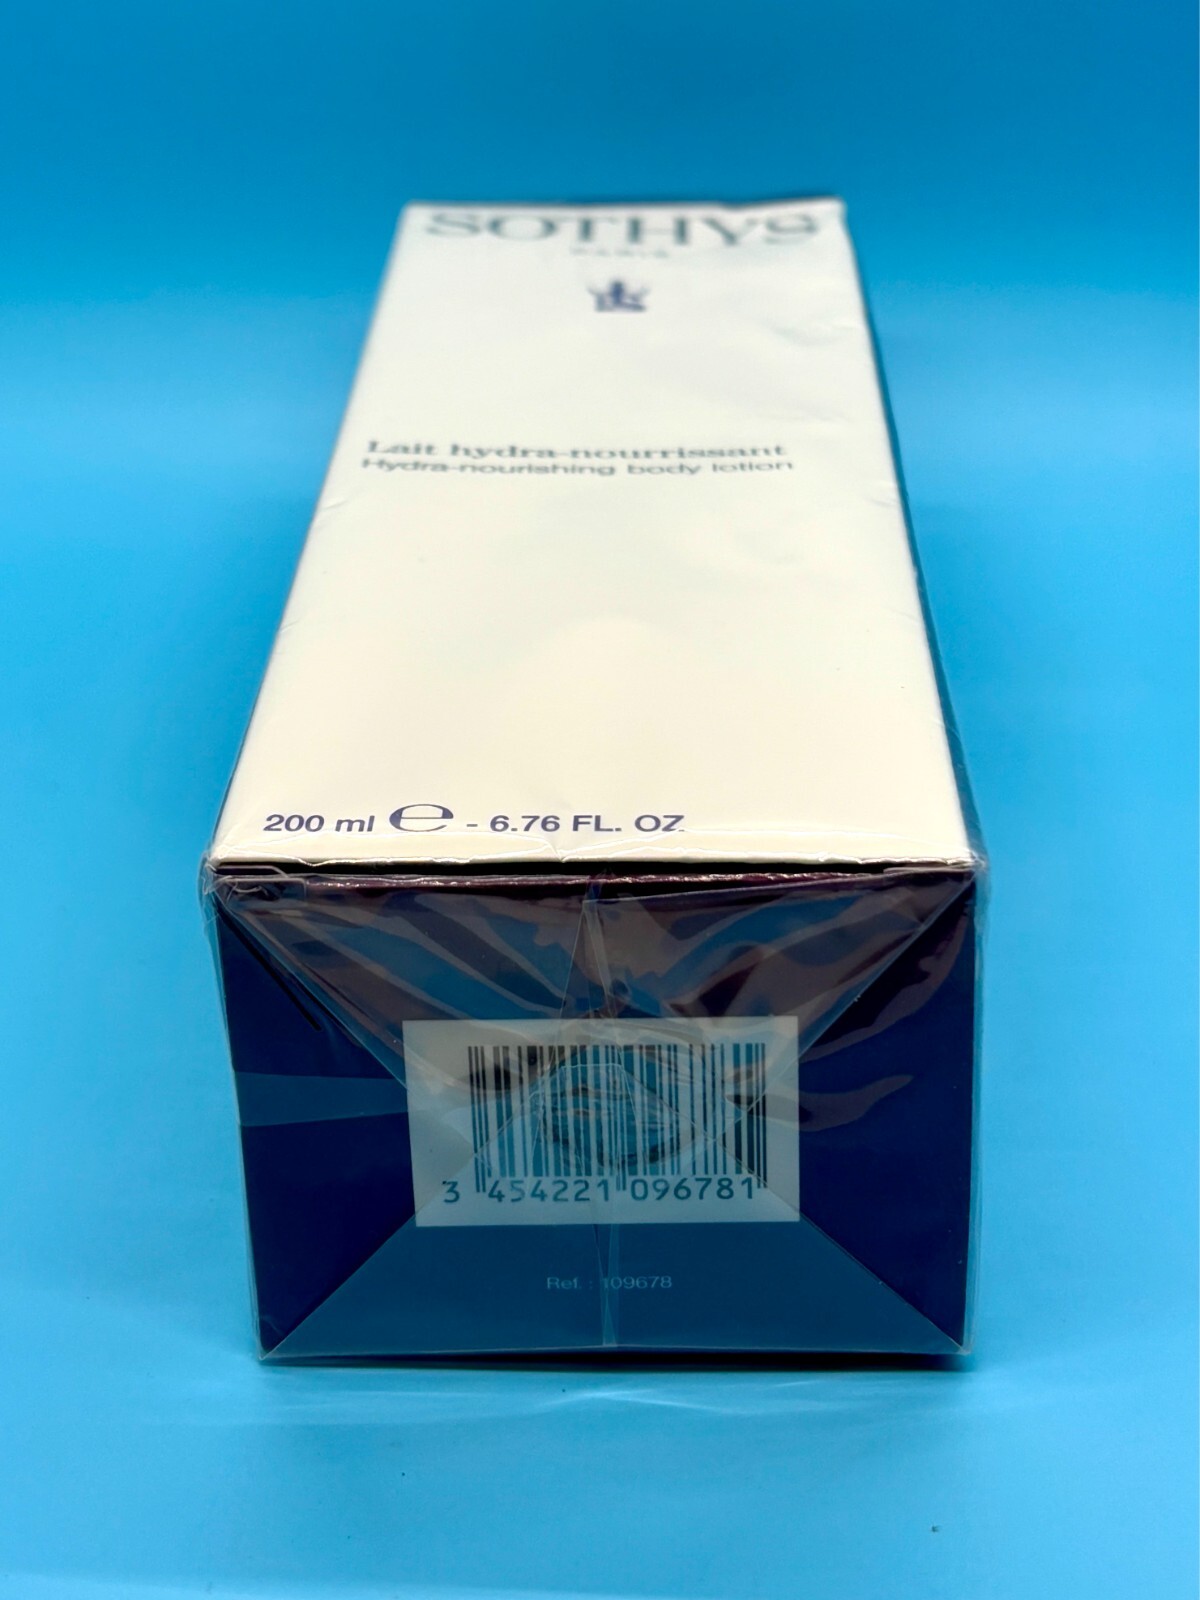 SOTHYS
PARIS
Lait hydra-nourrissant
Hydra-nourishing body lotion
200 ml ℮ - 6.76 FL. OZ.
3 454221 096781
Ref. : 109678